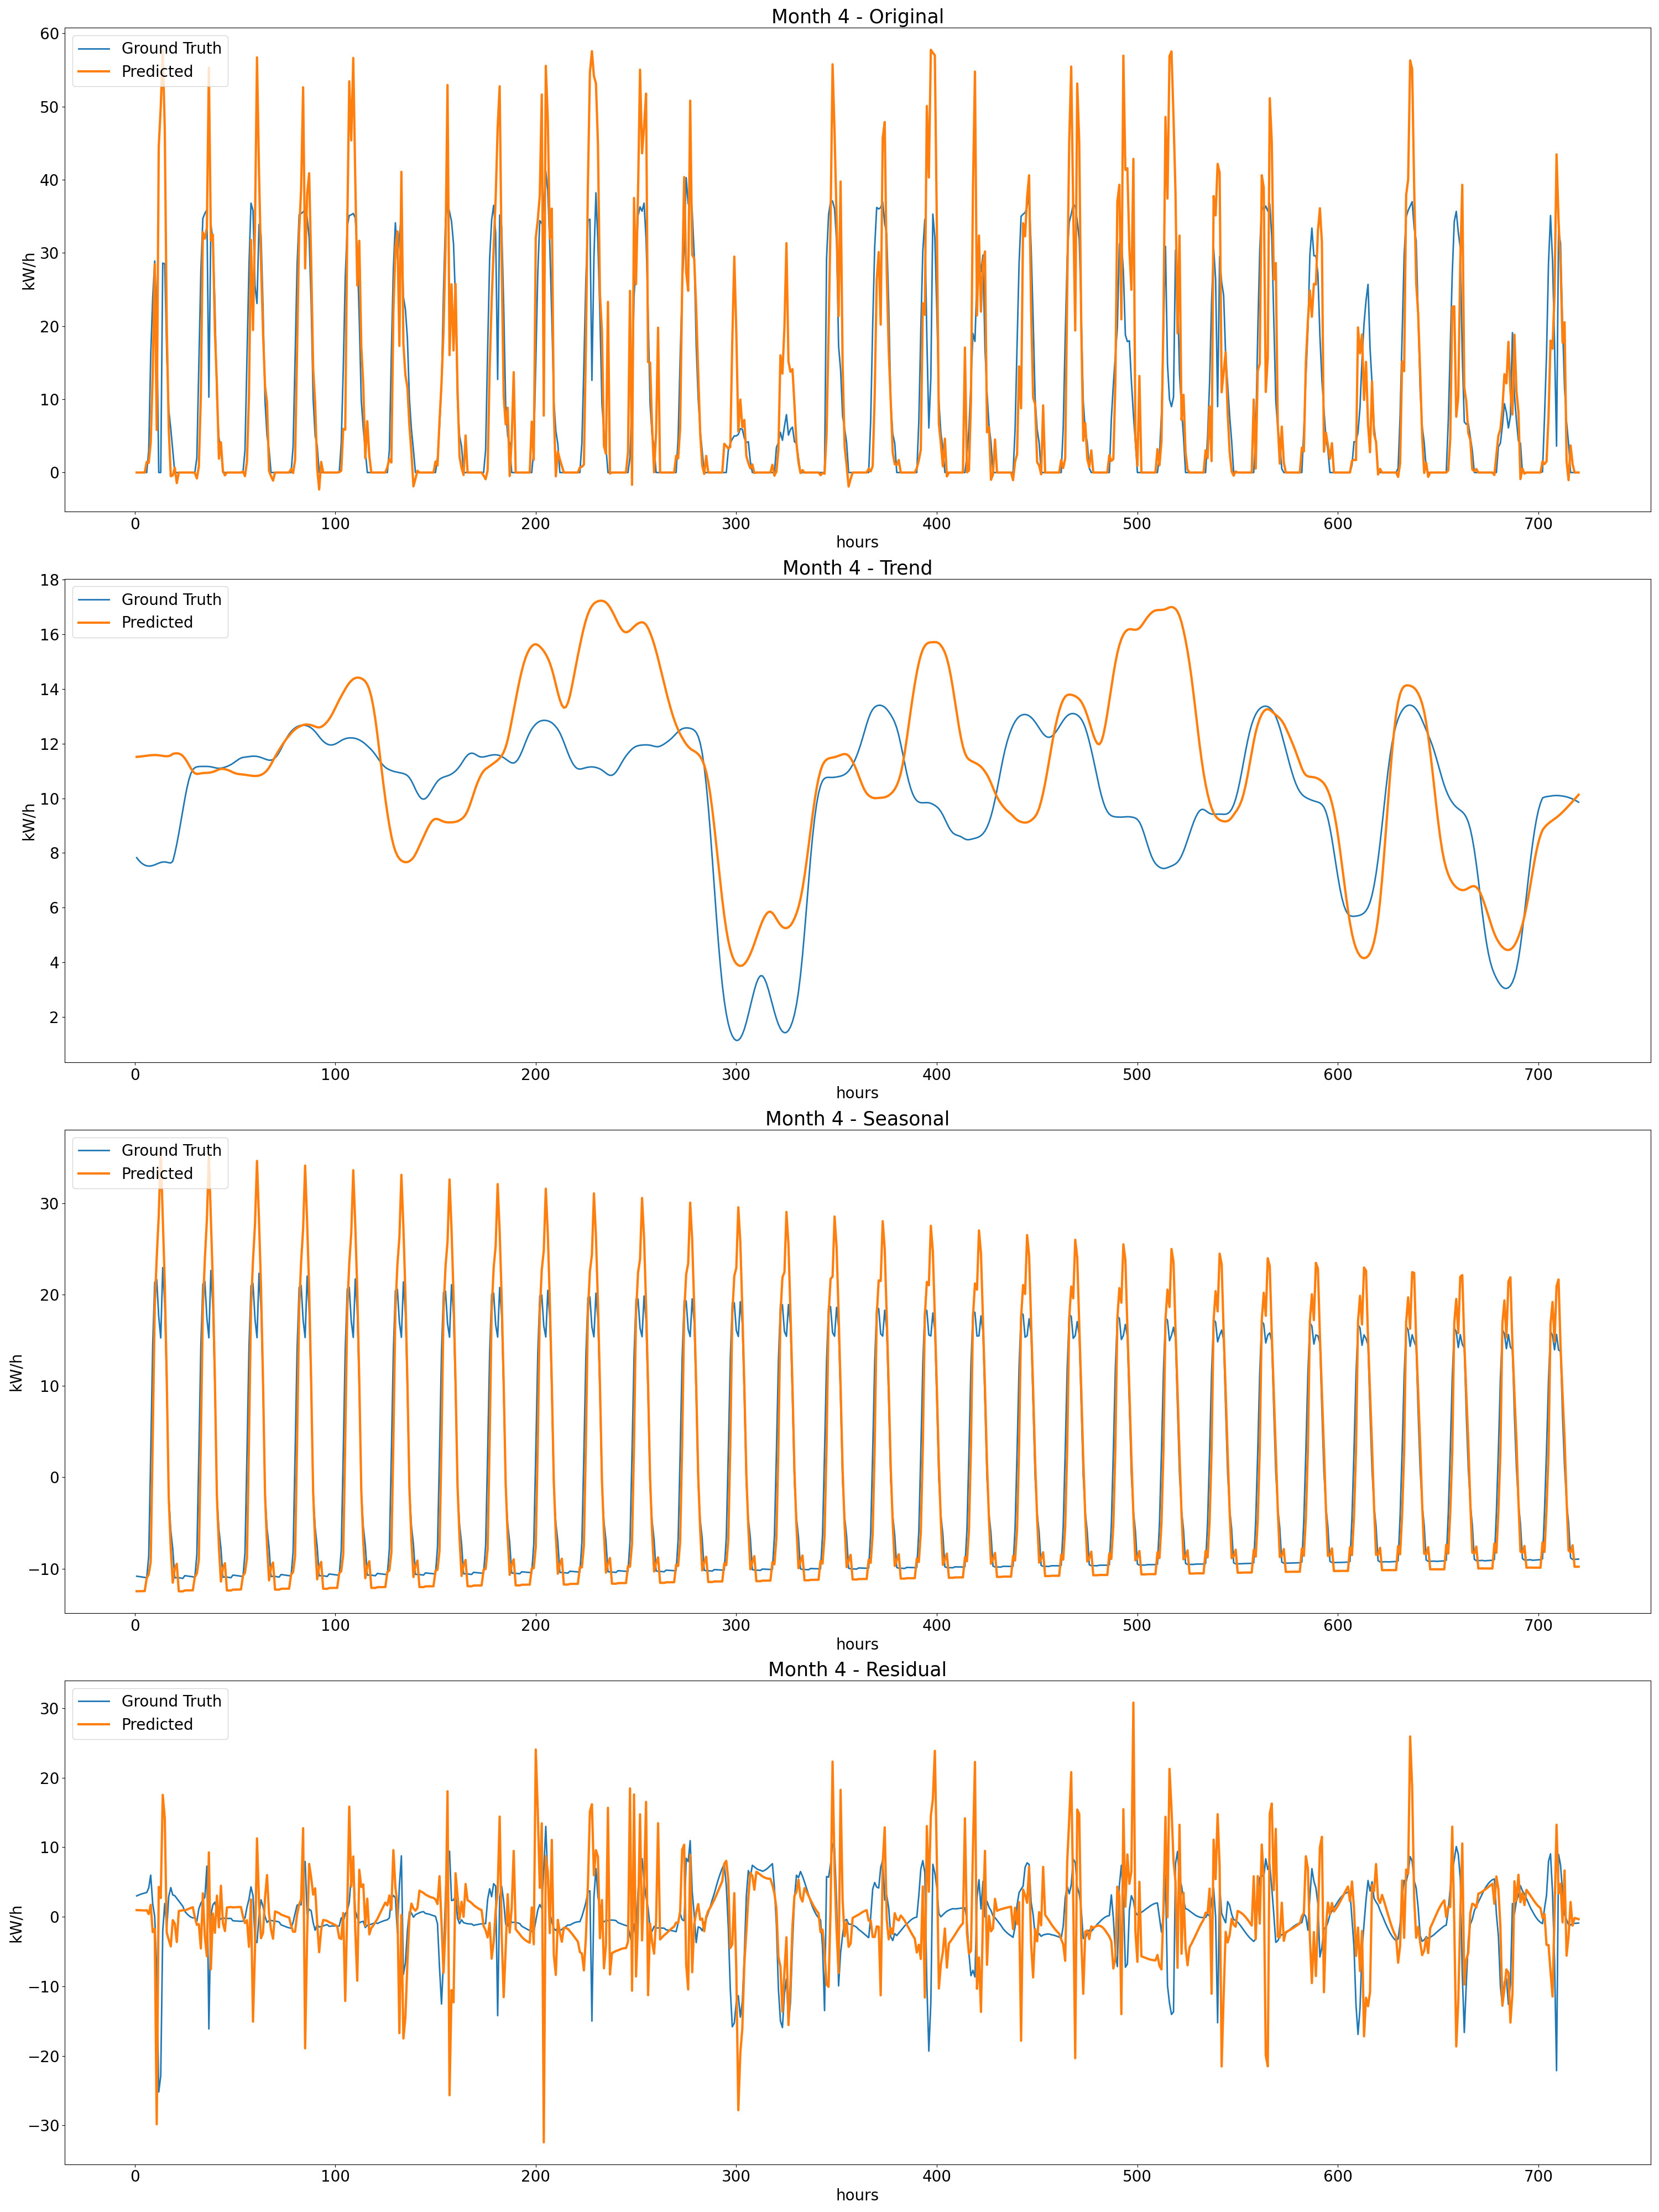 Month 4 - Original
Ground Truth
Predicted
60
50
40
30
20
10
0
kW/h
0 100 200 300 400 500 600 700
hours
Month 4 - Trend
Ground Truth
Predicted
18
16
14
12
10
8
6
4
2
kW/h
0 100 200 300 400 500 600 700
hours
Month 4 - Seasonal
Ground Truth
Predicted
30
20
10
0
−10
kW/h
0 100 200 300 400 500 600 700
hours
Month 4 - Residual
Ground Truth
Predicted
30
20
10
0
−10
−20
−30
kW/h
0 100 200 300 400 500 600 700
hours